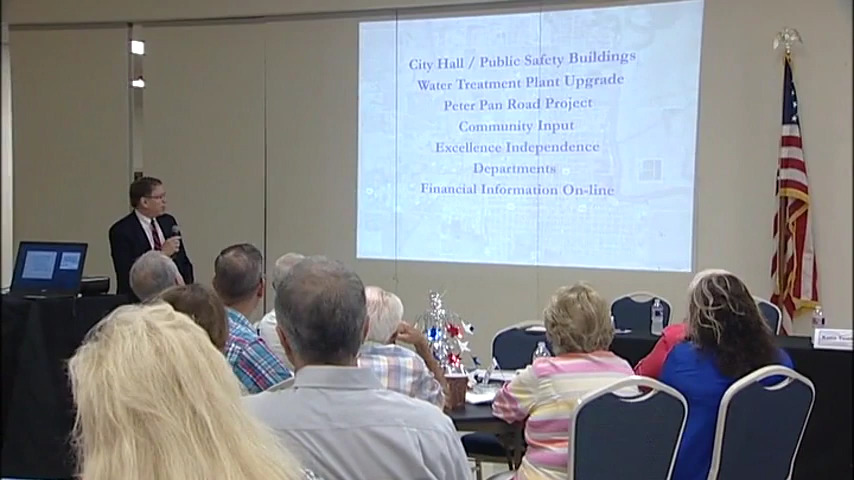 City Hall / Public Safety Buildings
Water Treatment Plant Upgrade
Peter Pan Road Project
Community Input
Excellence Independence
Departments
Financial Information On-line